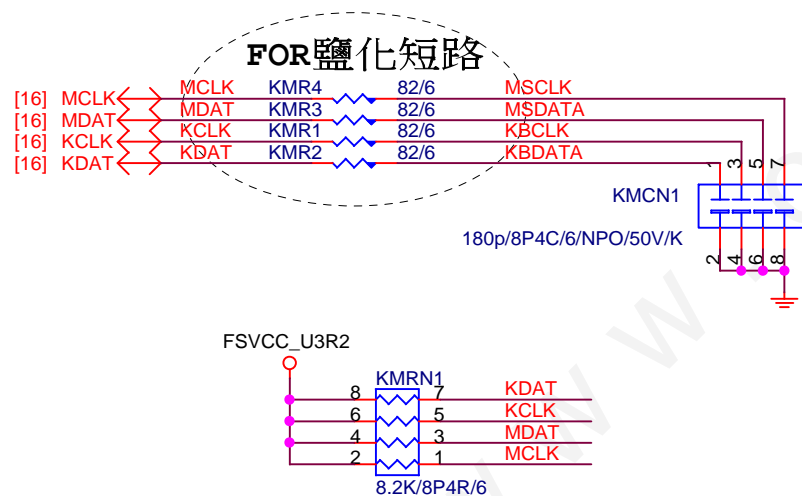 FOR鹽化短路
[16] MCLK MCLK KMR4 82/6 MSCLK
[16] MDAT MDAT KMR3 82/6 MSDATA
[16] KCLK KCLK KMR1 82/6 KBCLK
[16] KDAT KDAT KMR2 82/6 KBDATA
1 3 5 7
KMCN1
180p/8P4C/6/NPO/50V/K
2 4 6 8
FSVCC_U3R2
KMRN1
8 7 KDAT
6 5 KCLK
4 3 MDAT
2 1 MCLK
8.2K/8P4R/6
w w w